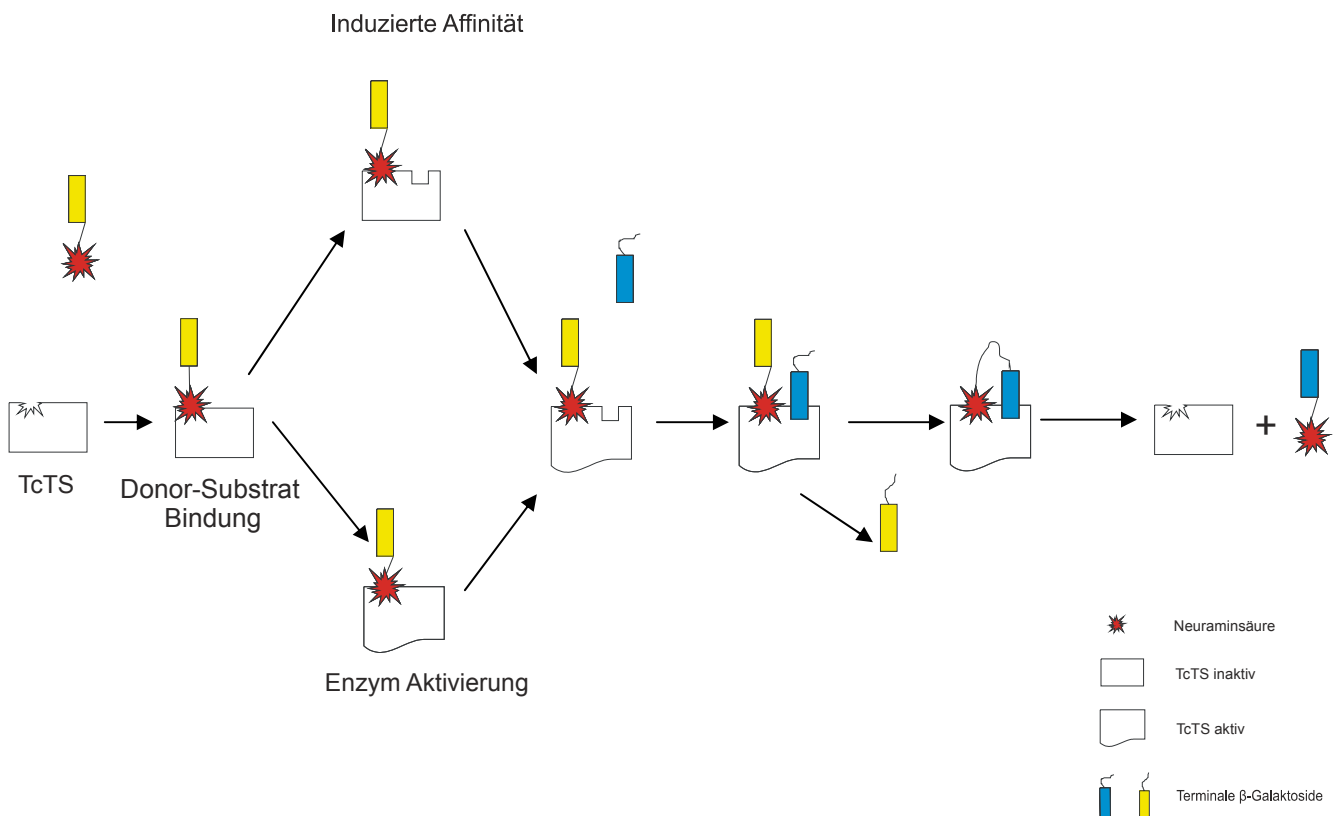 Induzierte Affinität
TcTS
Donor-Substrat
Bindung
+
Enzym Aktivierung
Neuraminsäure
TcTS inaktiv
TcTS aktiv
Terminale β-Galaktoside